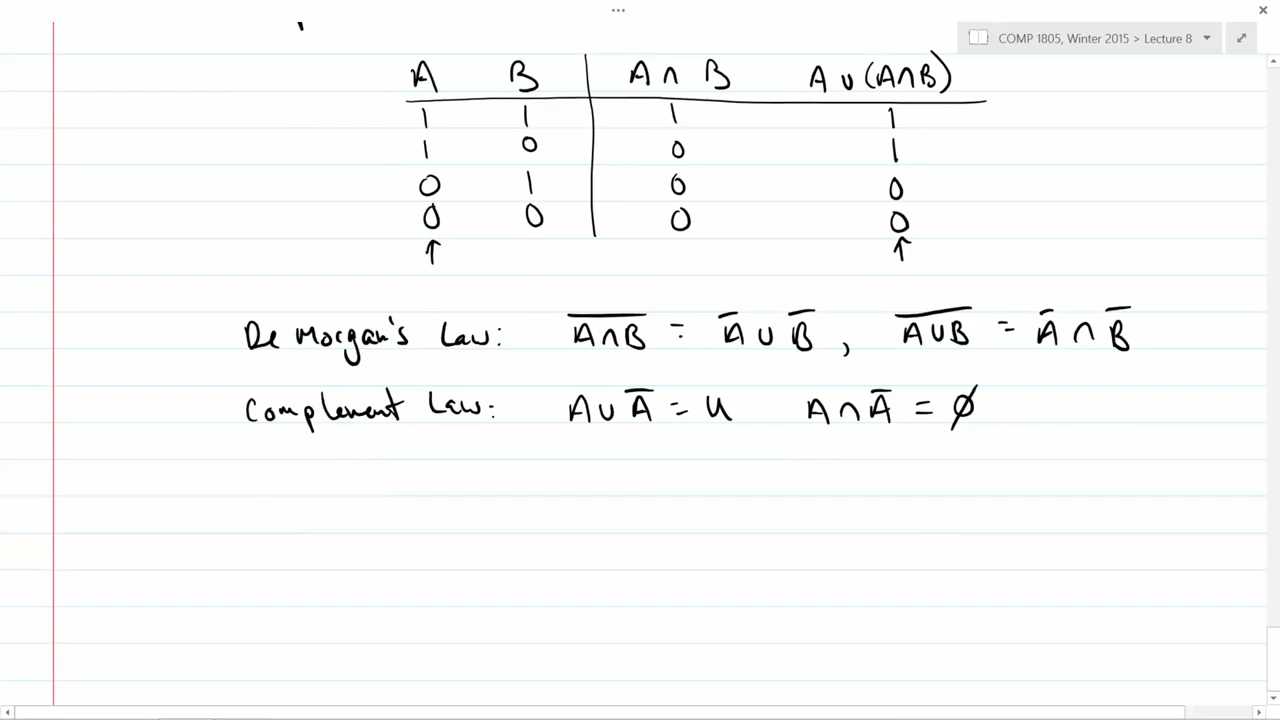 COMP 1805, Winter 2015 > Lecture 8
A B A ∩ B A ∪ (A∩B)
1 1 1 1
1 0 0 1
0 1 0 0
0 0 0 0
↑ ↑
De Morgan's Law: A̅∩̅B̅ = A̅ ∪ B̅ , A̅∪̅B̅ = A̅ ∩ B̅
Complement Law: A ∪ A̅ = U A ∩ A̅ = ∅